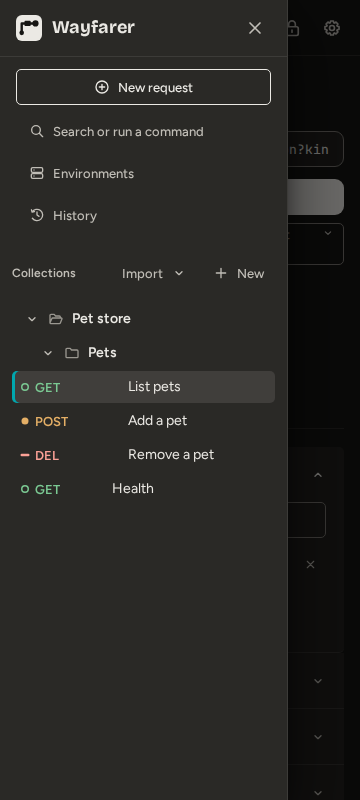 Wayfarer
New request
Search or run a command
n?kin
Environments
History
Collections Import New
Pet store
Pets
GET List pets
POST Add a pet
DEL Remove a pet
GET Health